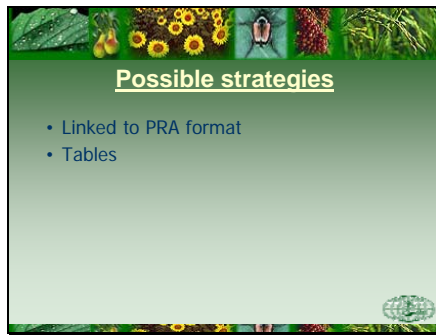 Possible strategies
• Linked to PRA format
• Tables